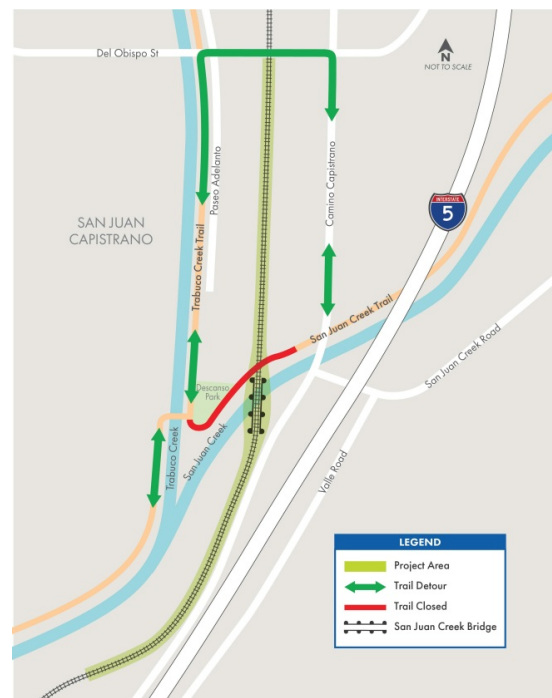 Del Obispo St
N
NOT TO SCALE
Paseo Adelanto
Camino Capistrano
INTERSTATE
5
SAN JUAN
CAPISTRANO
Trabuco Creek Trail
San Juan Creek Trail
San Juan Creek Road
Descanso
Park
San Juan Creek
Trabuco Creek
Valle Road
LEGEND
Project Area
Trail Detour
Trail Closed
San Juan Creek Bridge